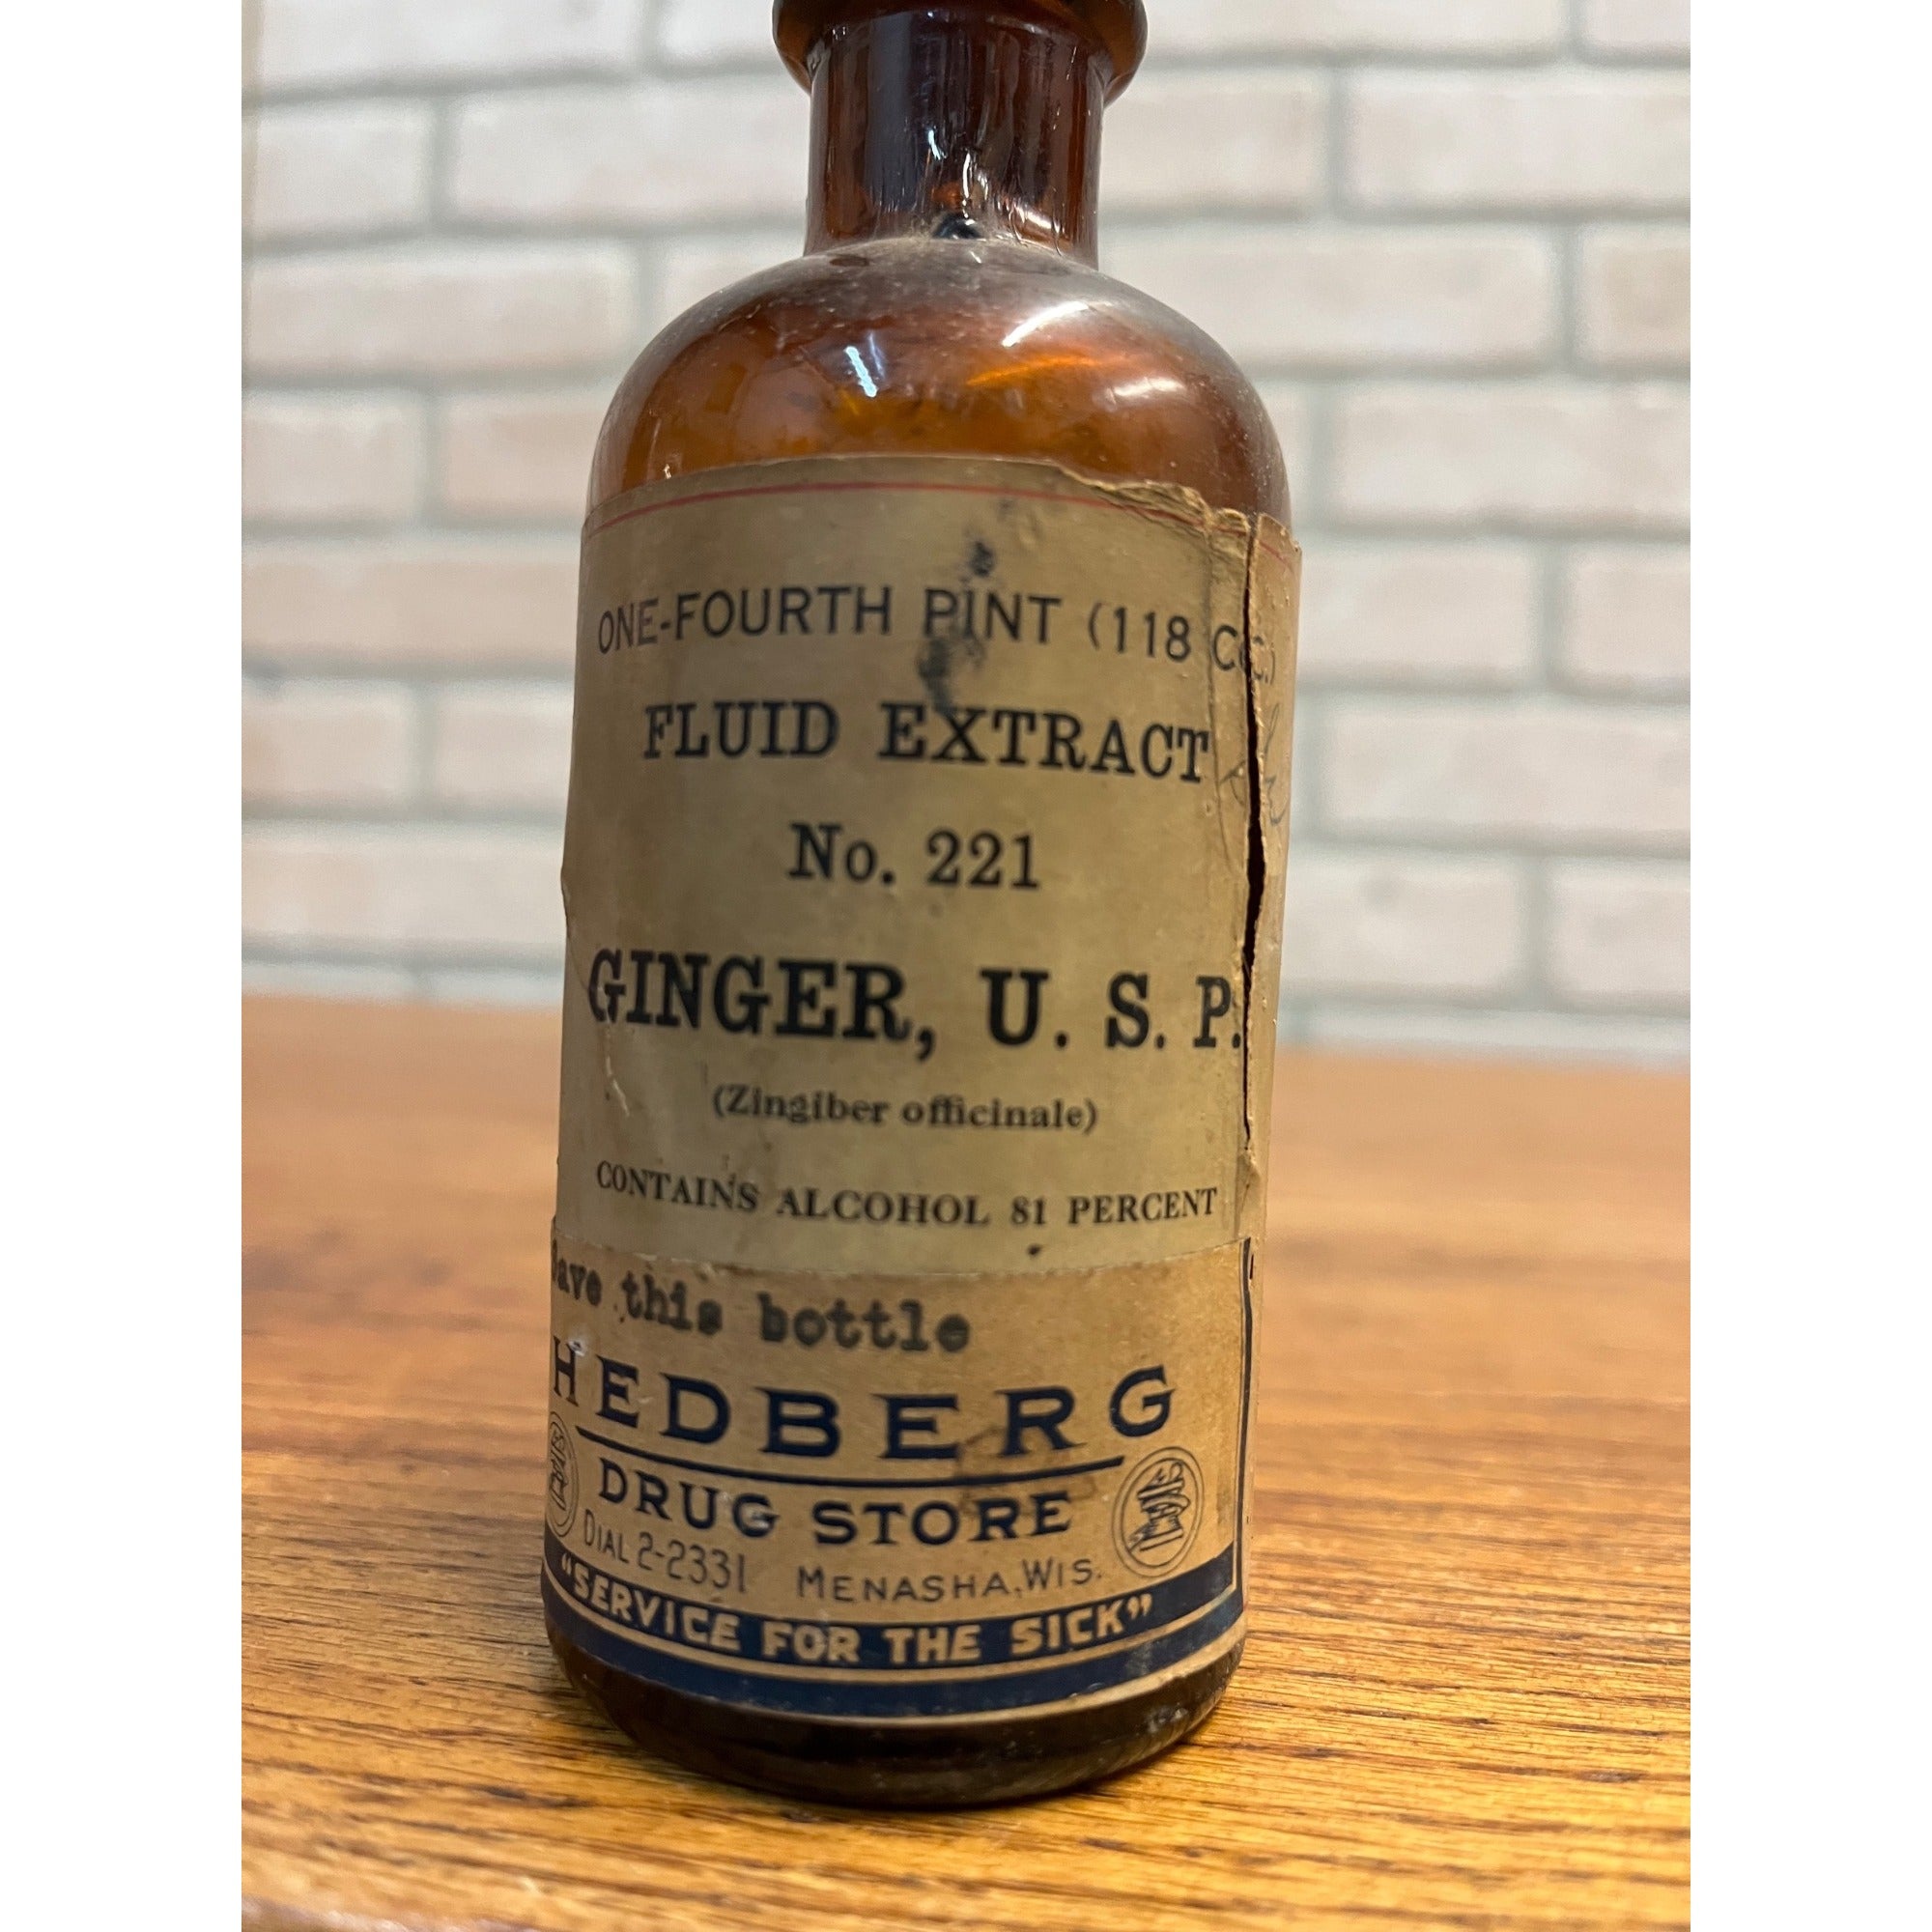 ONE-FOURTH PINT (118 Cc.)
FLUID EXTRACT
No. 221
GINGER, U. S. P.
(Zingiber officinale)
CONTAINS ALCOHOL 81 PERCENT
this bottle
HEDBERG
DRUG STORE
DIAL 2-2331 MENASHA, WIS.
"SERVICE FOR THE SICK"